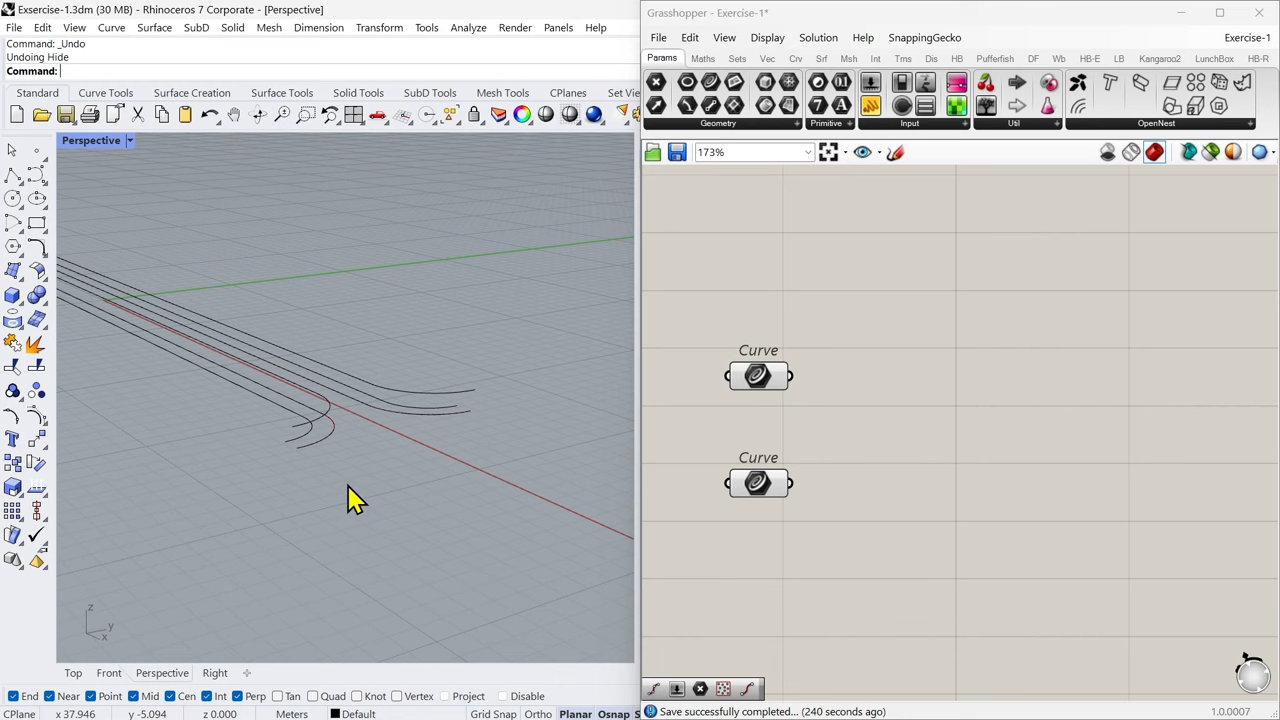 Exsercise-1.3dm (30 MB) - Rhinoceros 7 Corporate - [Perspective]
File Edit View Curve Surface SubD Solid Mesh Dimension Transform Tools Analyze Render Panels Help
Command: _Undo
Undoing Hide
Command:
Standard Curve Tools Surface Creation Surface Tools Solid Tools SubD Tools Mesh Tools CPlanes Set Vie
Perspective
z
y
x
Top Front Perspective Right
End Near Point Mid Cen Int Perp Tan Quad Knot Vertex Project Disable
CPlane x 37.946 y -5.094 z 0.000 Meters Default Grid Snap Ortho Planar Osnap S
Grasshopper - Exercise-1*
File Edit View Display Solution Help SnappingGecko Exercise-1
Params Maths Sets Vec Crv Srf Msh Int Trns Dis Pufferfish DF Wb HB-E LB HB Kangaroo2 LunchBox HB-R
Geometry Primitive Input Util OpenNest
173%
Curve
Curve
Save successfully completed... (240 seconds ago) 1.0.0007